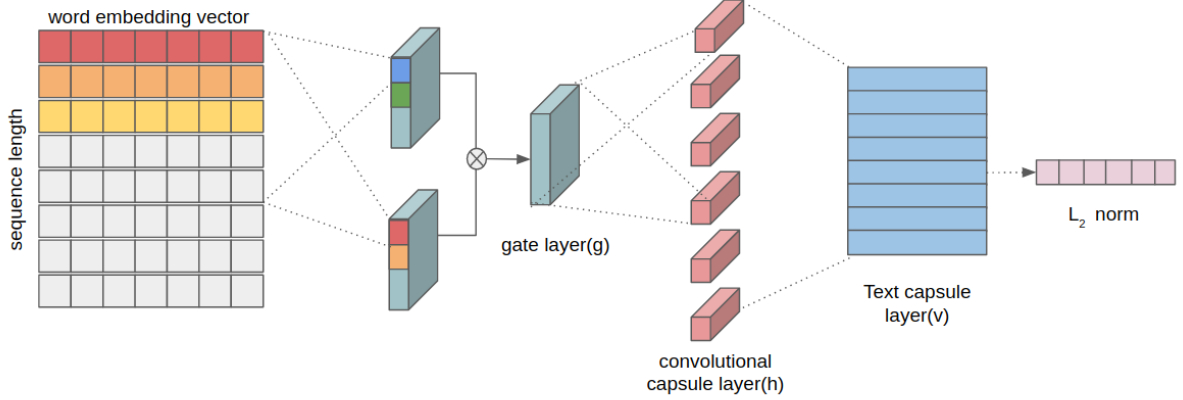 word embedding vector
sequence length
gate layer(g)
convolutional
capsule layer(h)
Text capsule
layer(v)
L₂ norm